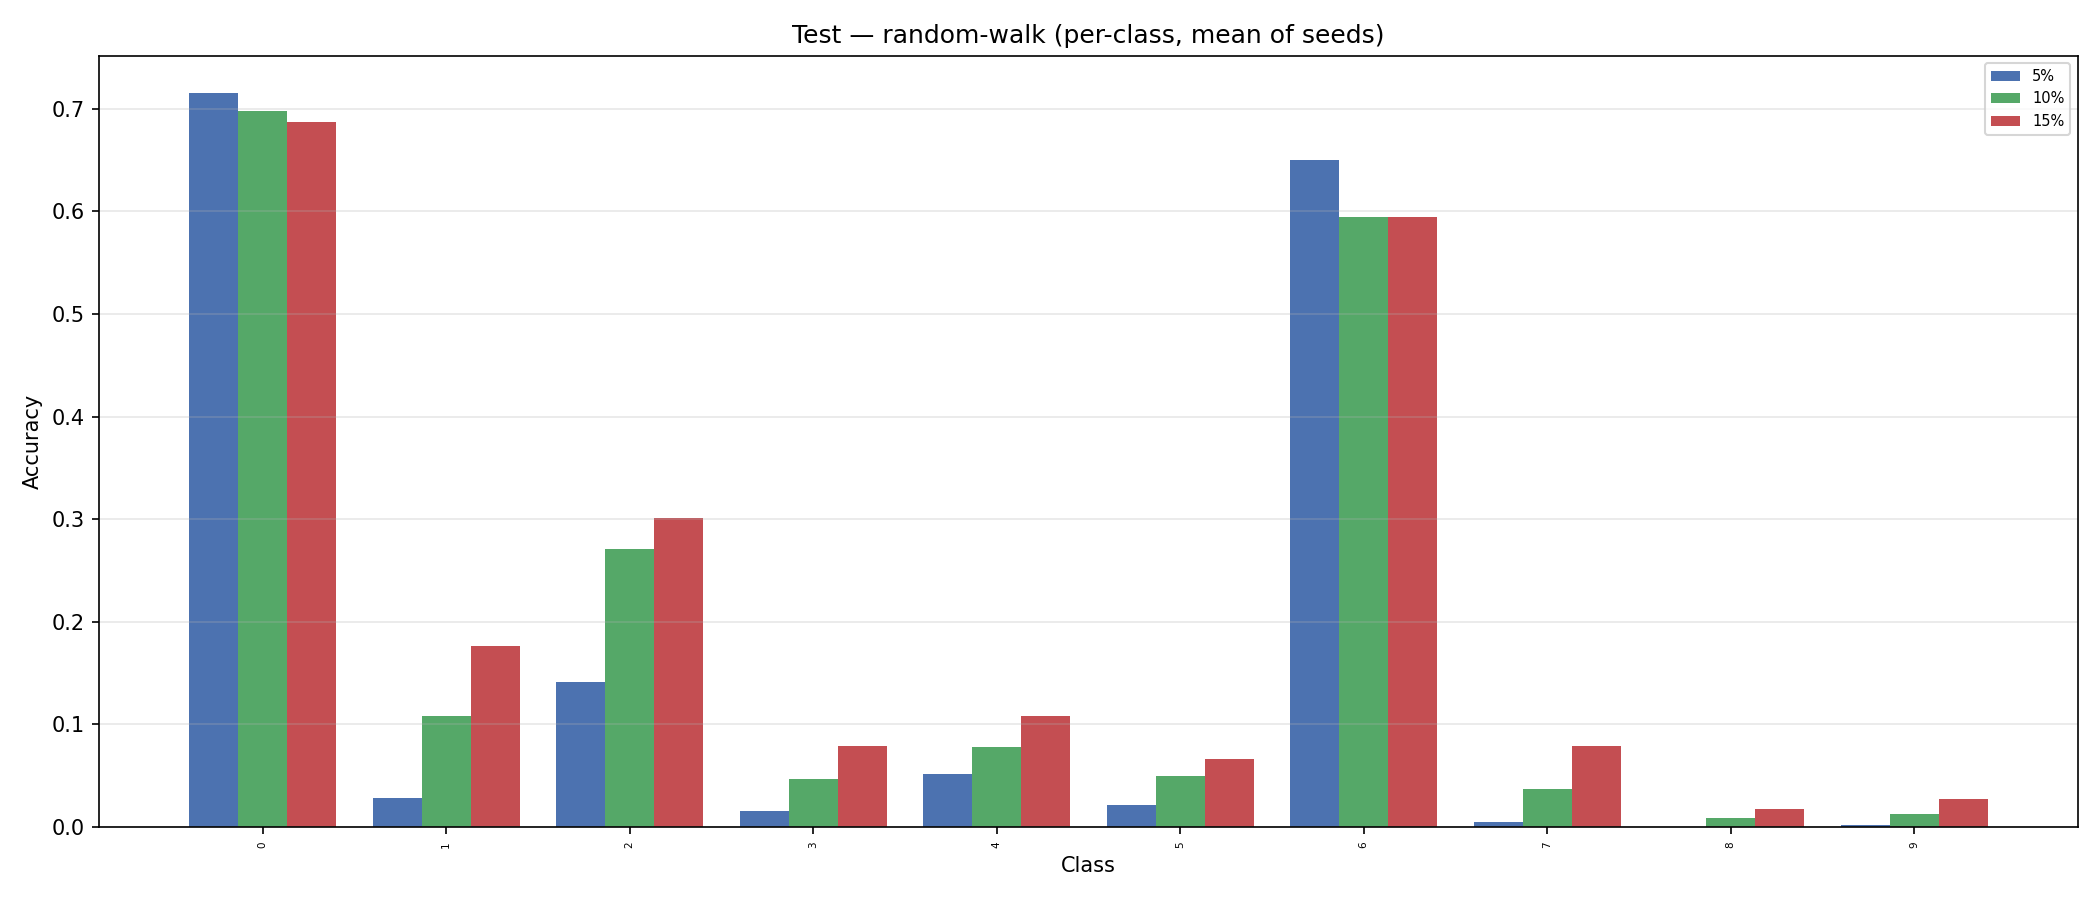 Test — random-walk (per-class, mean of seeds)
5%
10%
15%
Accuracy
0.7
0.6
0.5
0.4
0.3
0.2
0.1
0.0
0 1 2 3 4 5 6 7 8 9
Class